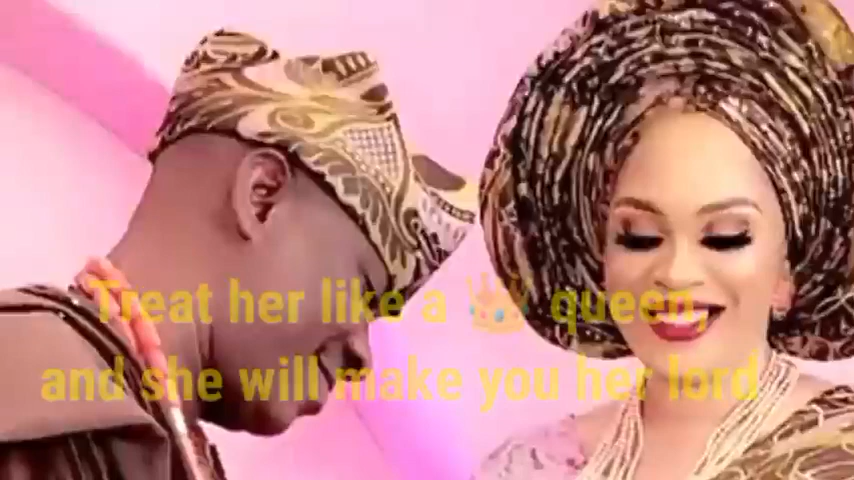 Treat her like a 👑 queen,
and she will make you her lord